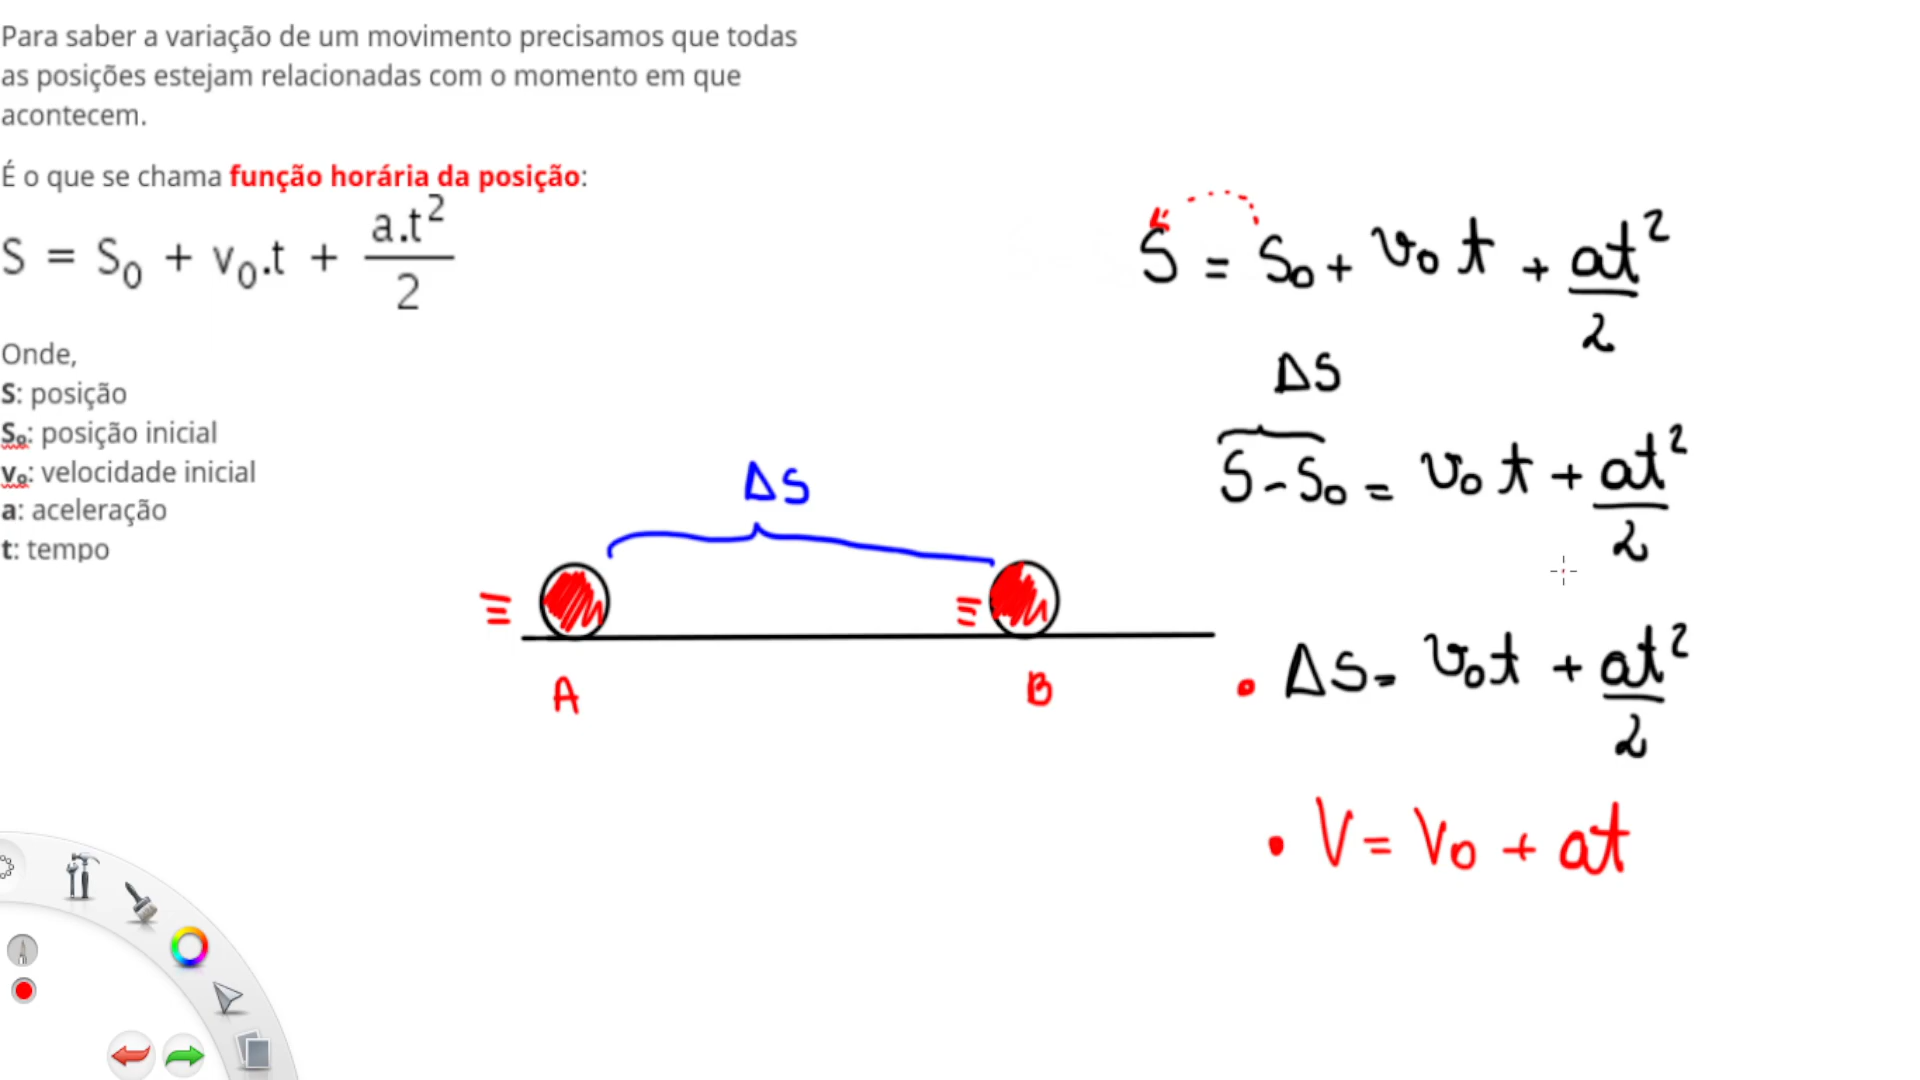 Para saber a variação de um movimento precisamos que todas
as posições estejam relacionadas com o momento em que
acontecem.
É o que se chama função horária da posição:
S = S₀ + v₀.t + a.t²/2
Onde,
S: posição
S₀: posição inicial
v₀: velocidade inicial
a: aceleração
t: tempo
ΔS
A B
S = S₀ + v₀ t + at²/2
ΔS
S - S₀ = v₀ t + at²/2
• ΔS = v₀t + at²/2
• V = V₀ + at